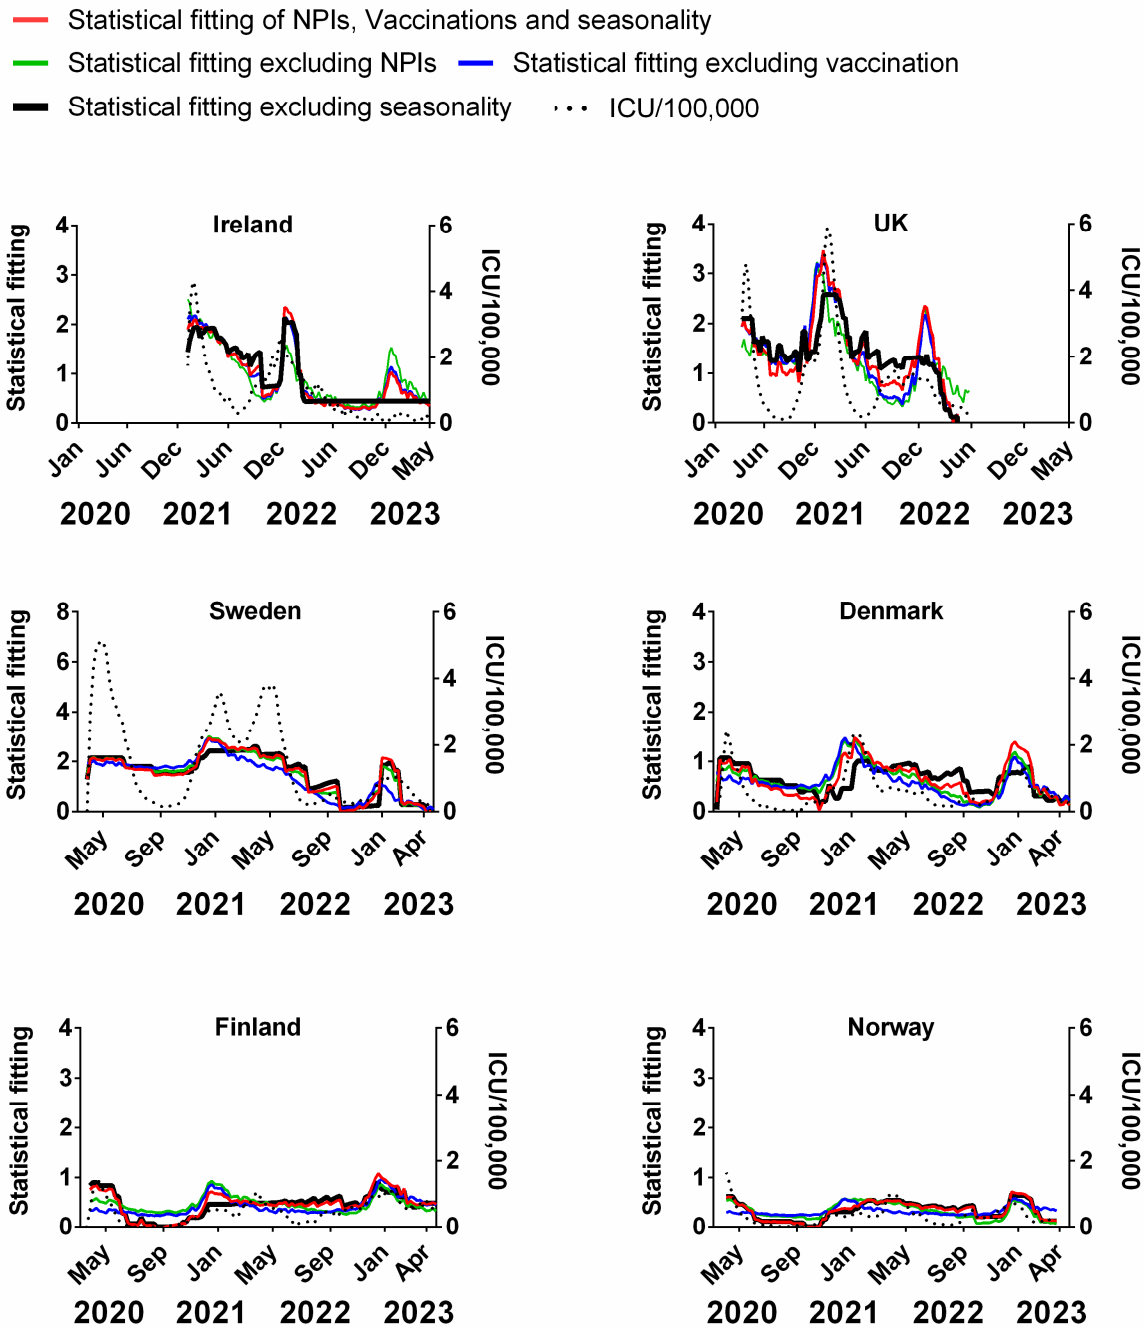 Statistical fitting of NPIs, Vaccinations and seasonality
Statistical fitting excluding NPIs Statistical fitting excluding vaccination
Statistical fitting excluding seasonality ICU/100,000
Ireland
Statistical fitting
4
3
2
1
0
6
4
2
0
ICU/100,000
Jan Jun Dec Jun Dec Jun Dec May
2020 2021 2022 2023
UK
Statistical fitting
4
3
2
1
0
6
4
2
0
ICU/100,000
Jan Jun Dec Jun Dec Jun Dec May
2020 2021 2022 2023
Sweden
Statistical fitting
8
6
4
2
0
6
4
2
0
ICU/100,000
May Sep Jan May Sep Jan Apr
2020 2021 2022 2023
Denmark
Statistical fitting
4
3
2
1
0
6
4
2
0
ICU/100,000
May Sep Jan May Sep Jan Apr
2020 2021 2022 2023
Finland
Statistical fitting
4
3
2
1
0
6
4
2
0
ICU/100,000
May Sep Jan May Sep Jan Apr
2020 2021 2022 2023
Norway
Statistical fitting
4
3
2
1
0
6
4
2
0
ICU/100,000
May Sep Jan May Sep Jan Apr
2020 2021 2022 2023